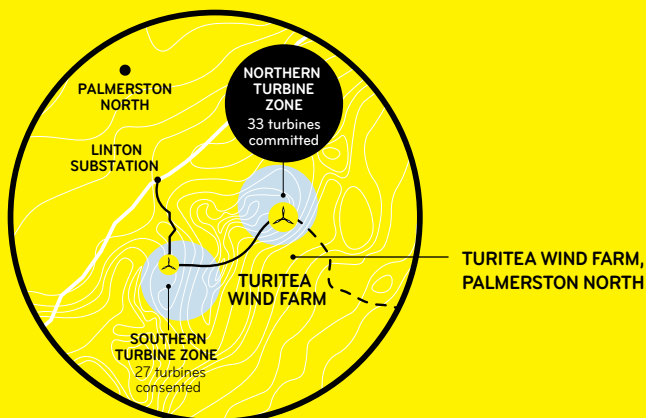 NORTHERN
TURBINE
ZONE
33 turbines
committed
PALMERSTON
NORTH
LINTON
SUBSTATION
TURITEA WIND FARM,
PALMERSTON NORTH
TURITEA
WIND FARM
SOUTHERN
TURBINE ZONE
27 turbines
consented